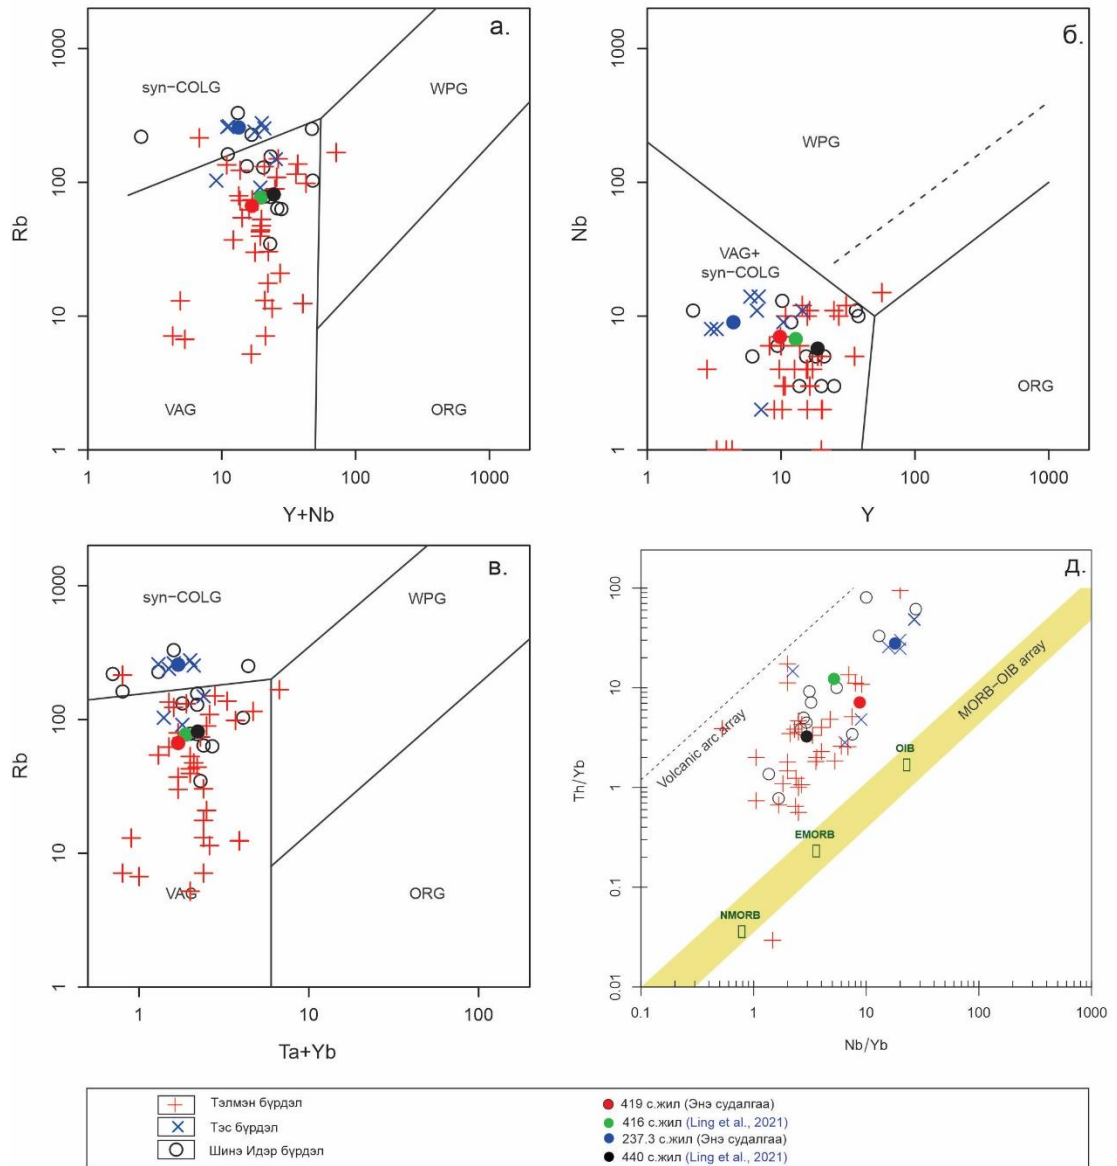 а.
1000
syn−COLG
WPG
100
Rb
10
VAG
ORG
1
1 10 100 1000
Y+Nb
б.
1000
WPG
100
Nb
VAG+
syn−COLG
10
ORG
1
1 10 100 1000
Y
в.
1000
syn−COLG
WPG
100
Rb
10
VAG
ORG
1
1 10 100
Ta+Yb
д.
100
Volcanic arc array
MORB−OIB array
10
Th/Yb
OIB
1
EMORB
0.1
NMORB
0.01
0.1 1 10 100 1000
Nb/Yb
Тэлмэн бүрдэл
Тэс бүрдэл
Шинэ Идэр бүрдэл
419 с.жил (Энэ судалгаа)
416 с.жил (Ling et al., 2021)
237.3 с.жил (Энэ судалгаа)
440 с.жил (Ling et al., 2021)